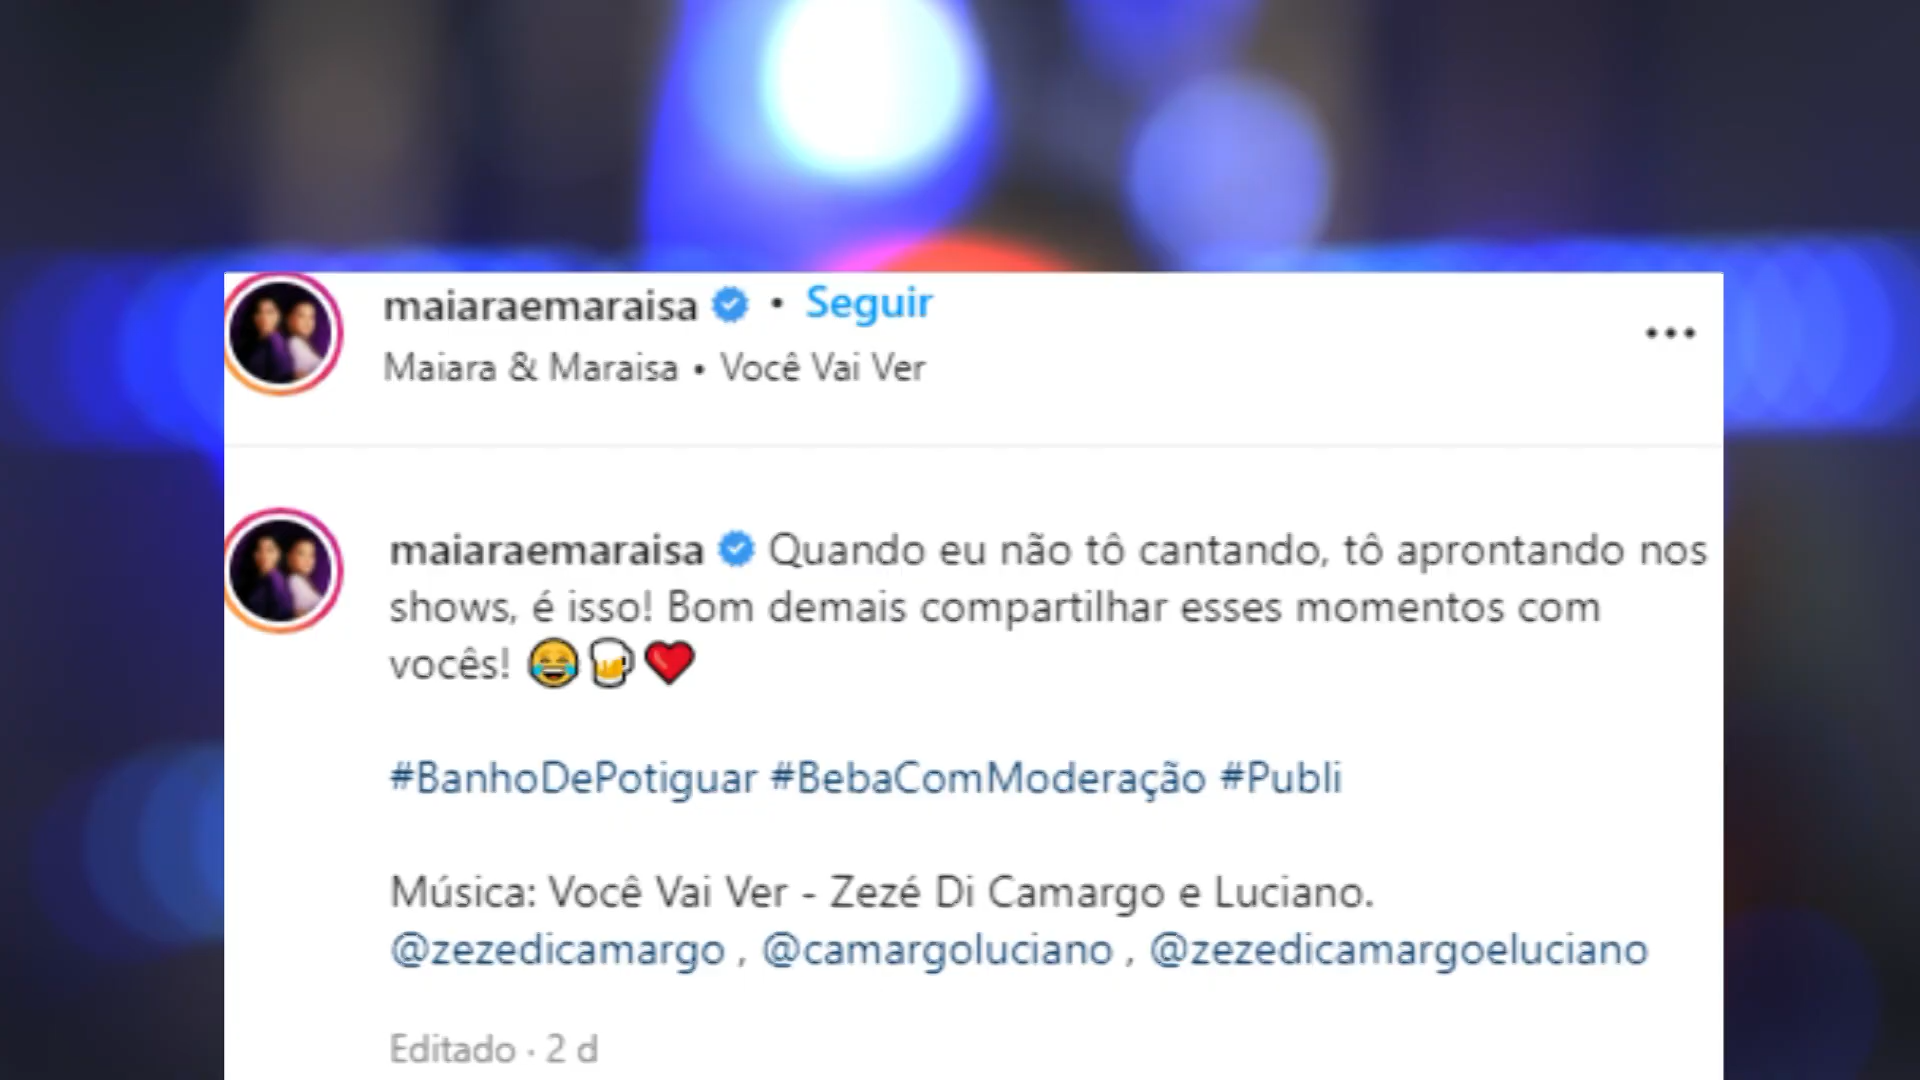 maiaraemaraisa • Seguir
Maiara & Maraisa • Você Vai Ver
maiaraemaraisa Quando eu não tô cantando, tô aprontando nos
shows, é isso! Bom demais compartilhar esses momentos com
vocês! 😂🍺❤️
#BanhoDePotiguar #BebaComModeração #Publi
Música: Você Vai Ver - Zezé Di Camargo e Luciano.
@zezedicamargo , @camargoluciano , @zezedicamargoeluciano
Editado · 2 d